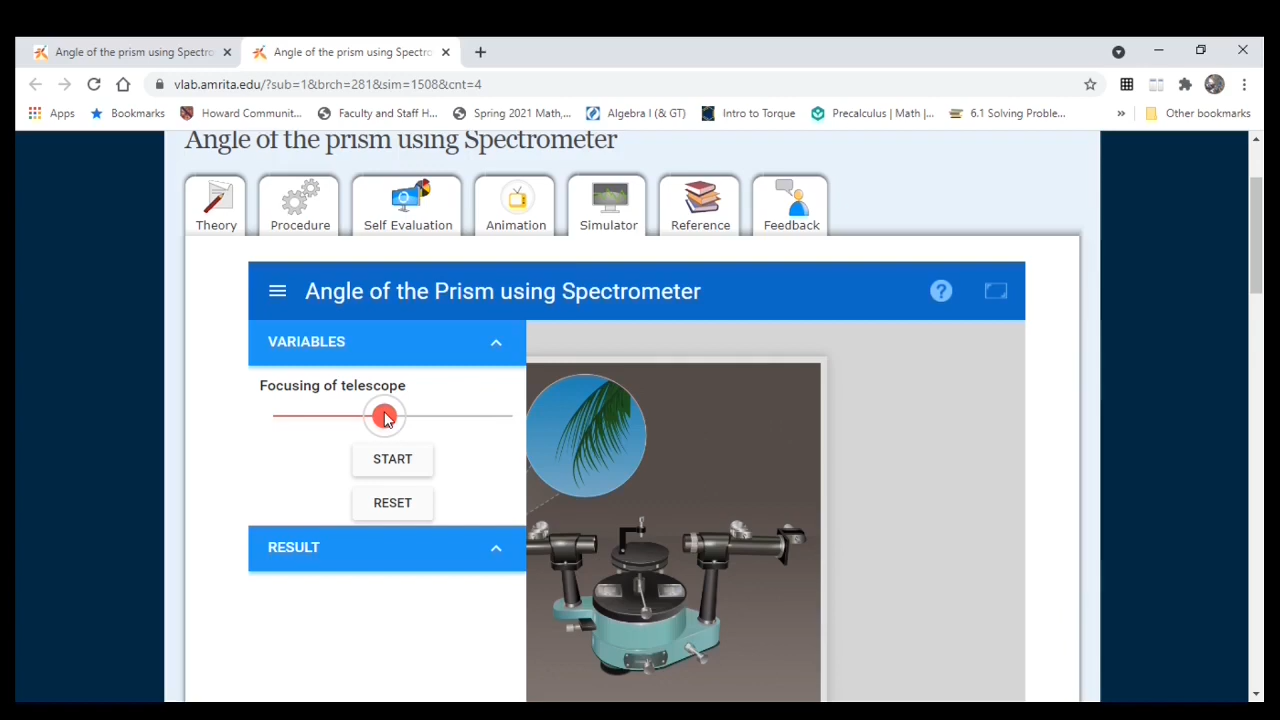 Angle of the prism using Spectro
Angle of the prism using Spectro
vlab.amrita.edu/?sub=1&brch=281&sim=1508&cnt=4
Apps Bookmarks Howard Communit... Faculty and Staff H... Spring 2021 Math,... Algebra I (& GT) Intro to Torque Precalculus | Math |... 6.1 Solving Proble... » Other bookmarks
Angle of the prism using Spectrometer
Theory Procedure Self Evaluation Animation Simulator Reference Feedback
Angle of the Prism using Spectrometer
VARIABLES
Focusing of telescope
START
RESET
RESULT